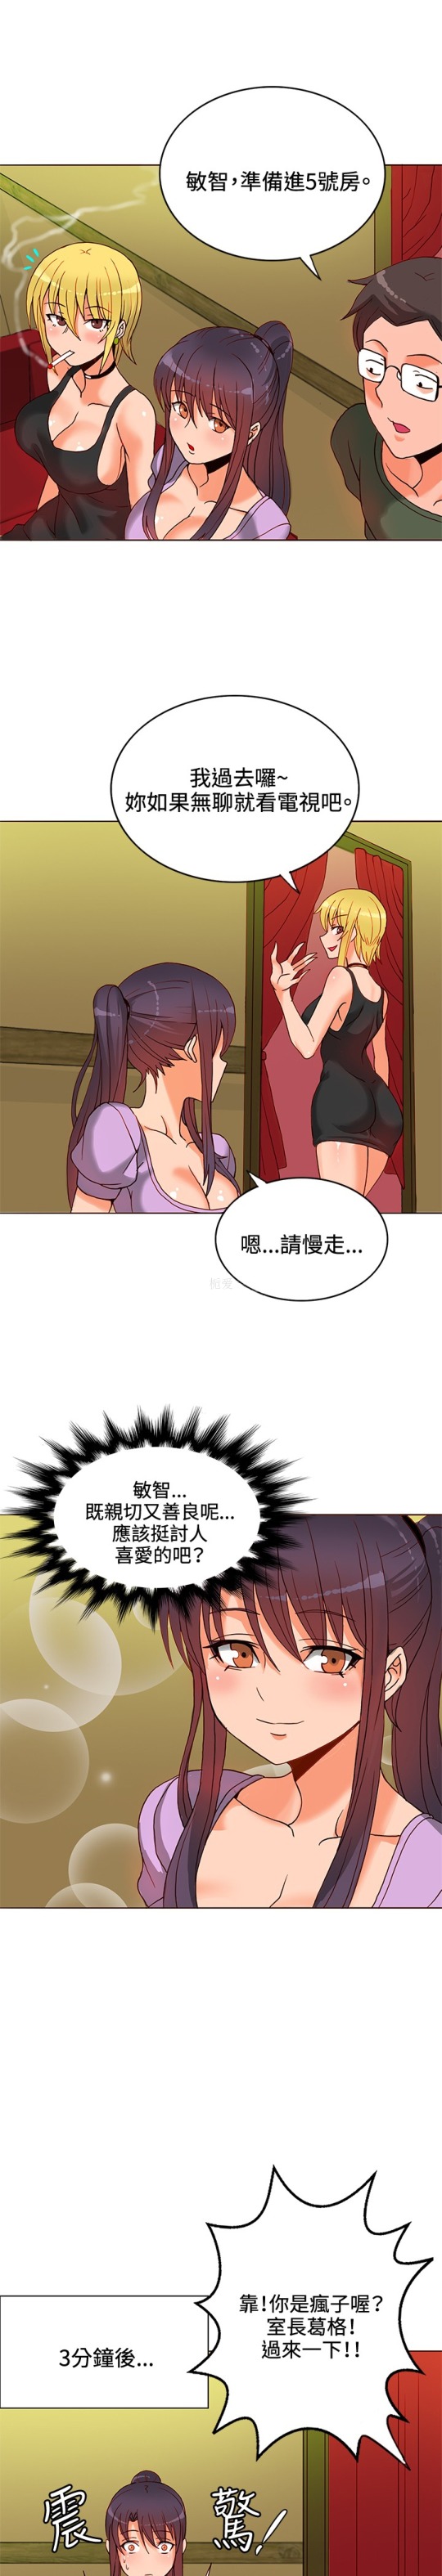 敏智，準備進5號房。
我過去囉~
妳如果無聊就看電視吧。
嗯...請慢走...
敏智...
既親切又善良呢...
應該挺討人
喜愛的吧?
靠!你是瘋子喔?
室長葛格!
過來一下!!
3分鐘後...
震驚!